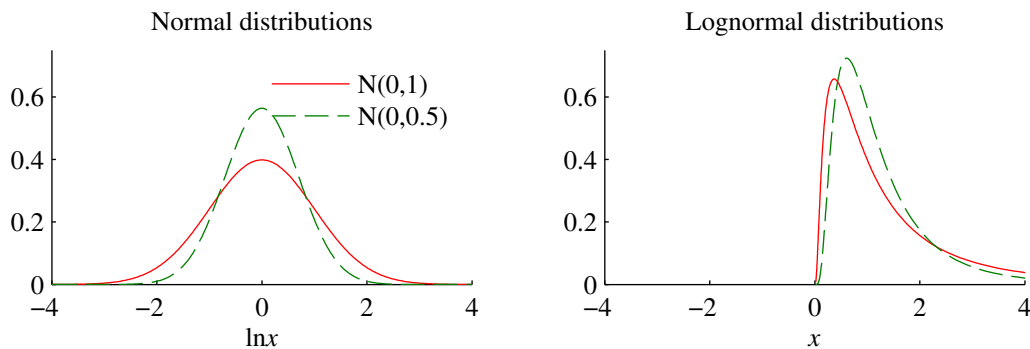 Normal distributions
N(0,1)
N(0,0.5)
0.6
0.4
0.2
0
−4 −2 0 2 4
lnx
Lognormal distributions
0.6
0.4
0.2
0
−4 −2 0 2 4
x